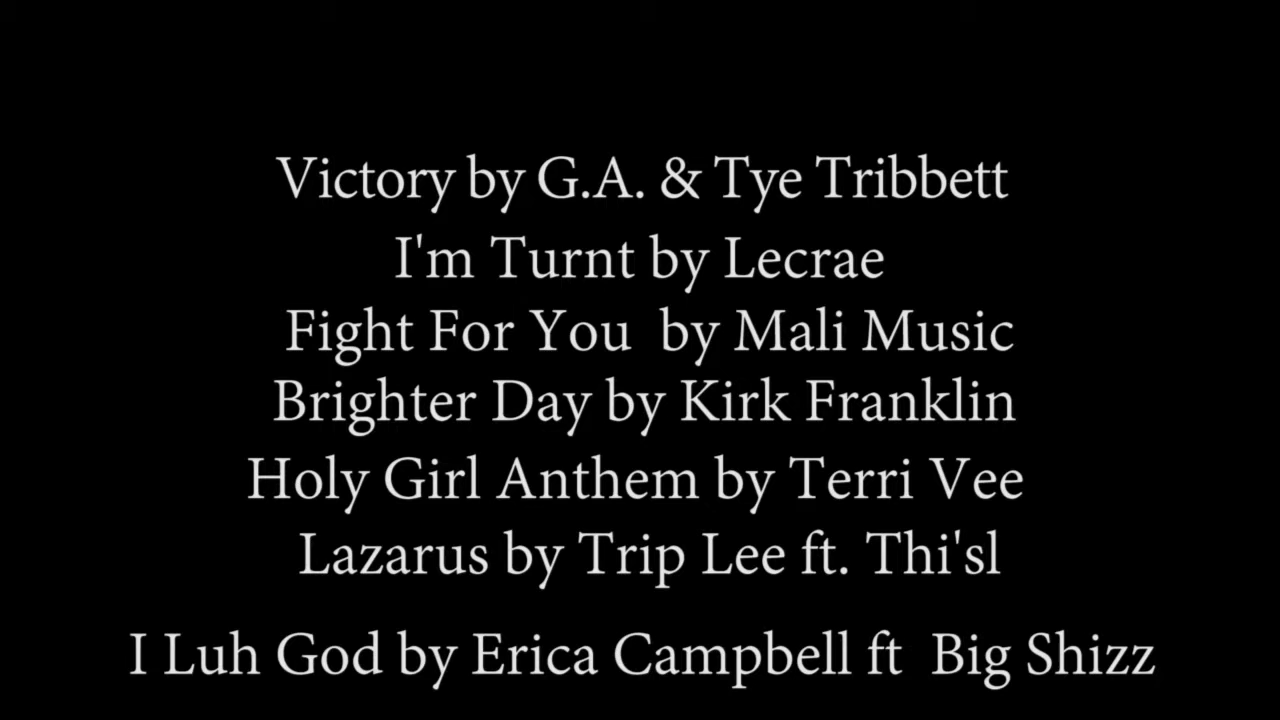 Victory by G.A. & Tye Tribbett
I'm Turnt by Lecrae
Fight For You by Mali Music
Brighter Day by Kirk Franklin
Holy Girl Anthem by Terri Vee
Lazarus by Trip Lee ft. Thi'sl
I Luh God by Erica Campbell ft Big Shizz